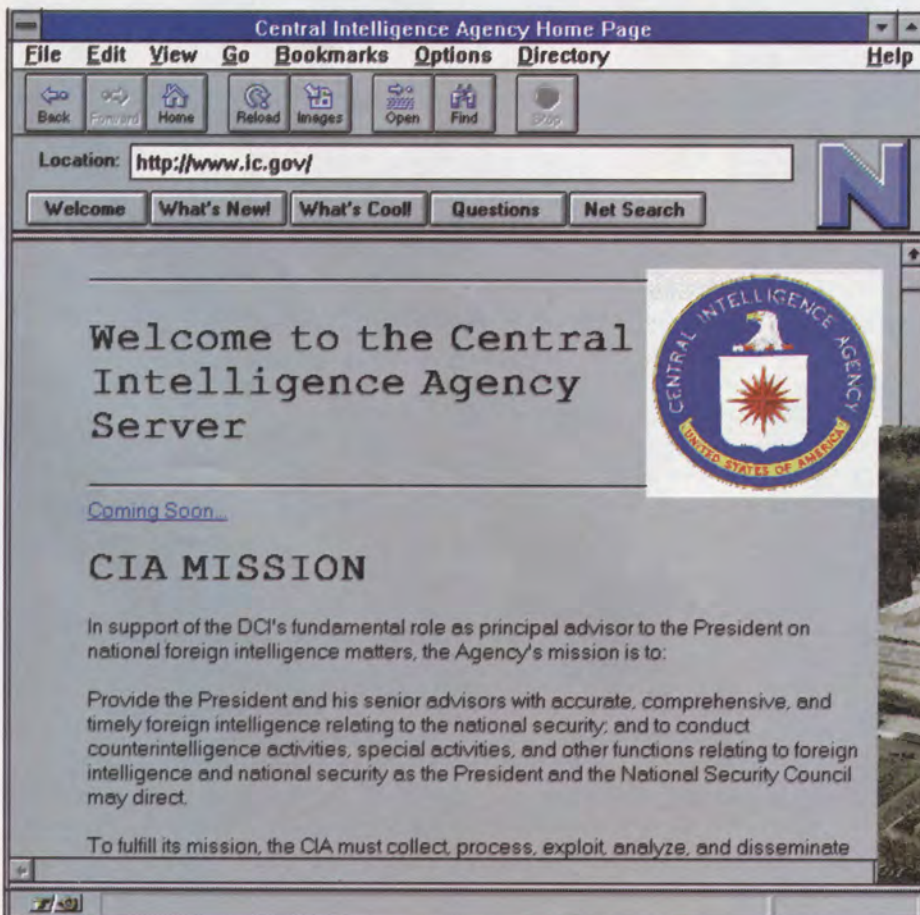 Central Intelligence Agency Home Page
File Edit View Go Bookmarks Options Directory Help
Back Forward Home Reload Images Open Find Stop
Location: http://www.ic.gov/
Welcome What's New! What's Cool! Questions Net Search
N
Welcome to the Central
Intelligence Agency
Server
CENTRAL INTELLIGENCE AGENCY
UNITED STATES OF AMERICA
Coming Soon...
CIA MISSION
In support of the DCI's fundamental role as principal advisor to the President on
national foreign intelligence matters, the Agency's mission is to:
Provide the President and his senior advisors with accurate, comprehensive, and
timely foreign intelligence relating to the national security; and to conduct
counterintelligence activities, special activities, and other functions relating to foreign
intelligence and national security as the President and the National Security Council
may direct.
To fulfill its mission, the CIA must collect, process, exploit, analyze, and disseminate